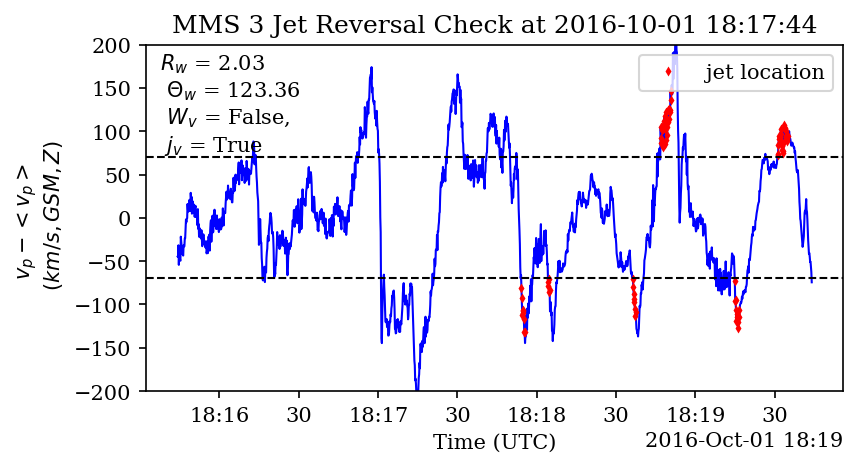 MMS 3 Jet Reversal Check at 2016-10-01 18:17:44
R_w = 2.03
Θ_w = 123.36
W_v = False,
j_v = True
jet location
v_p − < v_p >
(km/s, GSM, Z)
200
150
100
50
0
−50
−100
−150
−200
18:16 30 18:17 30 18:18 30 18:19 30
Time (UTC)
2016-Oct-01 18:19